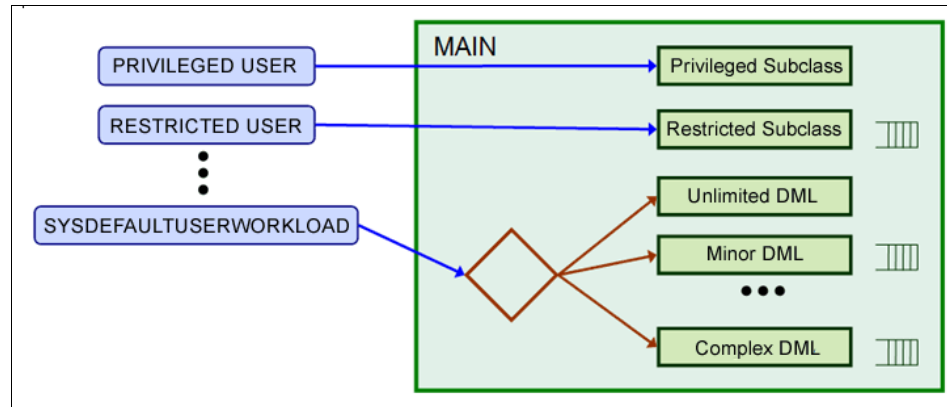 MAIN
PRIVILEGED USER
Privileged Subclass
RESTRICTED USER
Restricted Subclass
Unlimited DML
SYSDEFAULTUSERWORKLOAD
Minor DML
Complex DML